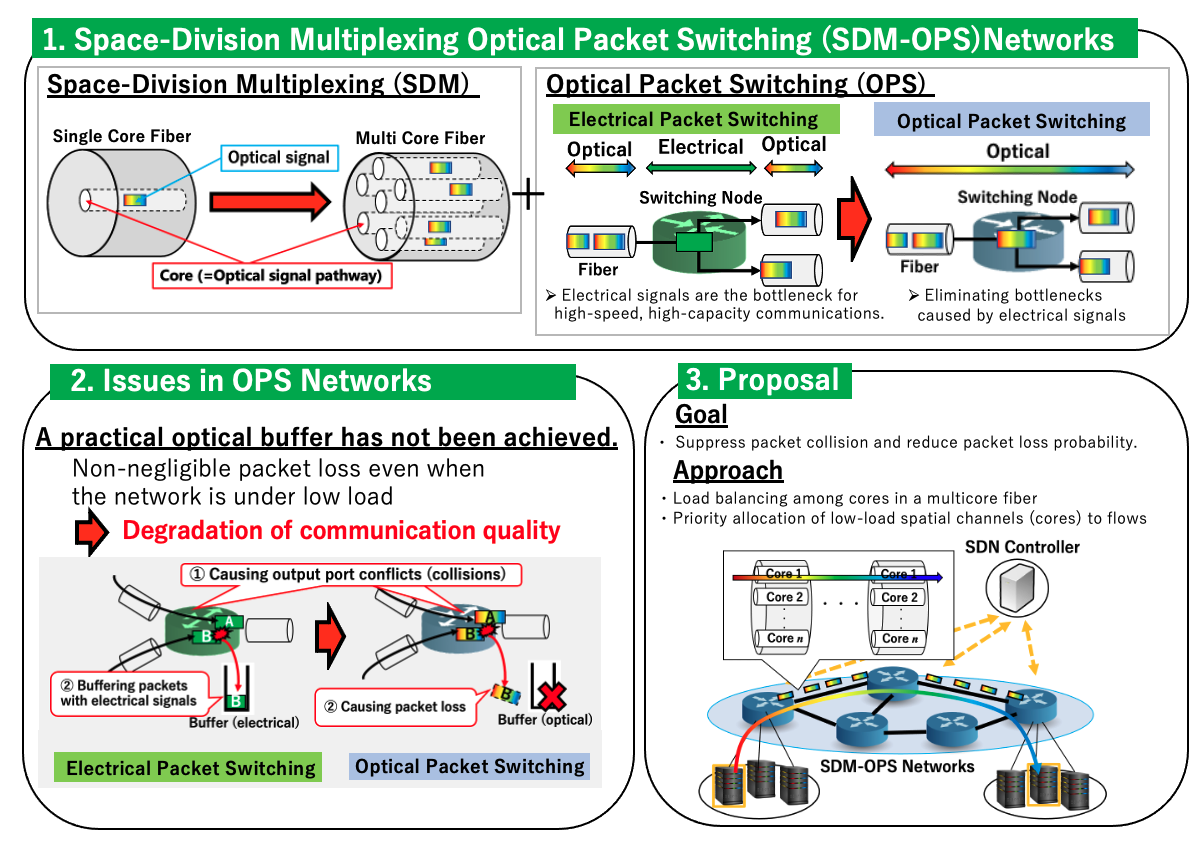 1. Space-Division Multiplexing Optical Packet Switching (SDM-OPS)Networks
Space-Division Multiplexing (SDM)
Single Core Fiber
Optical signal
Multi Core Fiber
Core (=Optical signal pathway)
+
Optical Packet Switching (OPS)
Electrical Packet Switching
Optical
Electrical
Optical
Switching Node
Fiber
➢ Electrical signals are the bottleneck for
high-speed, high-capacity communications.
Optical Packet Switching
Optical
Switching Node
Fiber
➢ Eliminating bottlenecks
caused by electrical signals
2. Issues in OPS Networks
A practical optical buffer has not been achieved.
Non-negligible packet loss even when
the network is under low load
Degradation of communication quality
① Causing output port conflicts (collisions)
A
B
B
② Buffering packets
with electrical signals
Buffer (electrical)
A
B
B
② Causing packet loss
Buffer (optical)
Electrical Packet Switching
Optical Packet Switching
3. Proposal
Goal
・ Suppress packet collision and reduce packet loss probability.
Approach
・Load balancing among cores in a multicore fiber
・Priority allocation of low-load spatial channels (cores) to flows
SDN Controller
Core 1
Core 2
Core n
Core 1
Core 2
Core n
SDM-OPS Networks